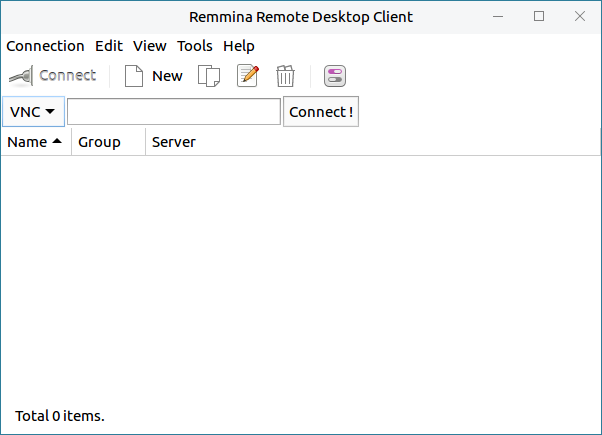 Remmina Remote Desktop Client
Connection Edit View Tools Help
Connect New
VNC Connect !
Name Group Server
Total 0 items.